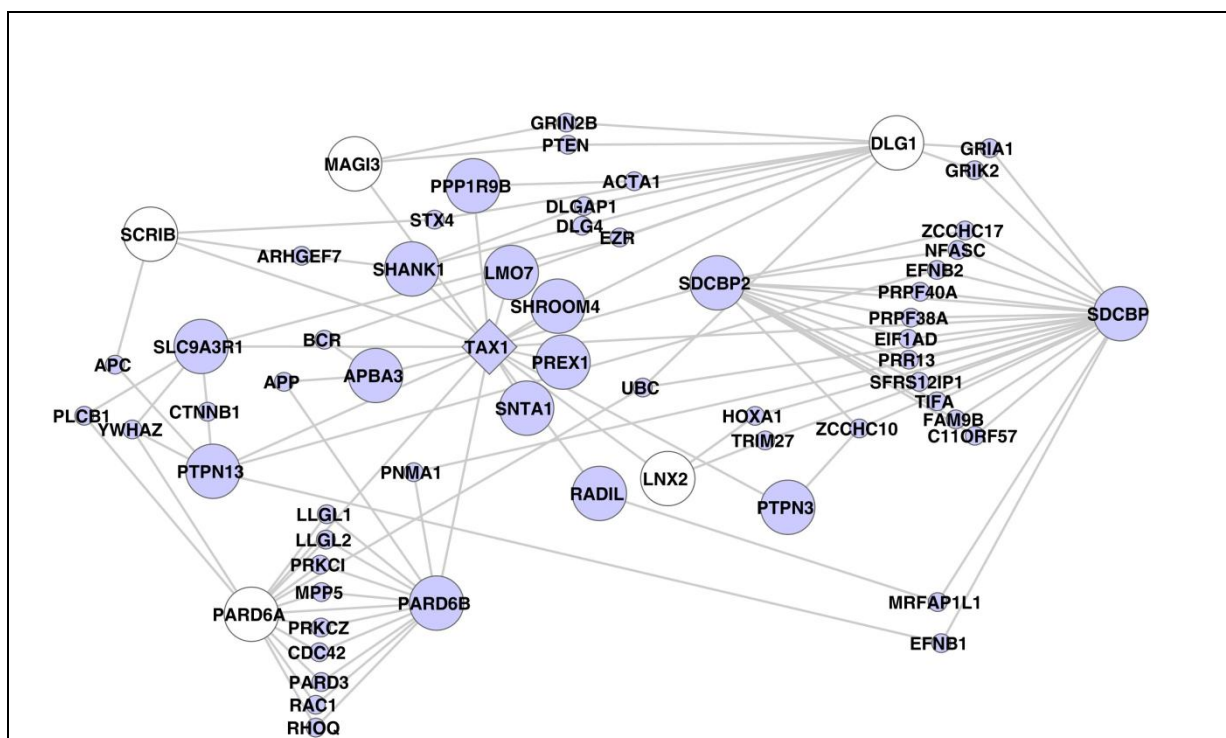 GRIN2B
PTEN
DLG1
GRIA1
GRIK2
MAGI3
PPP1R9B
ACTA1
DLGAP1
STX4
DLG4
EZR
SCRIB
ARHGEF7
SHANK1
LMO7
SHROOM4
ZCCHC17
NFASC
EFNB2
SDCBP2
PRPF40A
PRPF38A
SDCBP
EIF1AD
PRR13
SFRS12IP1
TIFA
FAM9B
C11ORF57
SLC9A3R1
BCR
TAX1
APC
APP
APBA3
PREX1
UBC
SNTA1
PLCB1
CTNNB1
YWHAZ
HOXA1
TRIM27
ZCCHC10
PTPN13
PNMA1
RADIL
LNX2
PTPN3
LLGL1
LLGL2
PRKCI
MPP5
PARD6A
PARD6B
PRKCZ
CDC42
PARD3
RAC1
RHOQ
MRFAP1L1
EFNB1